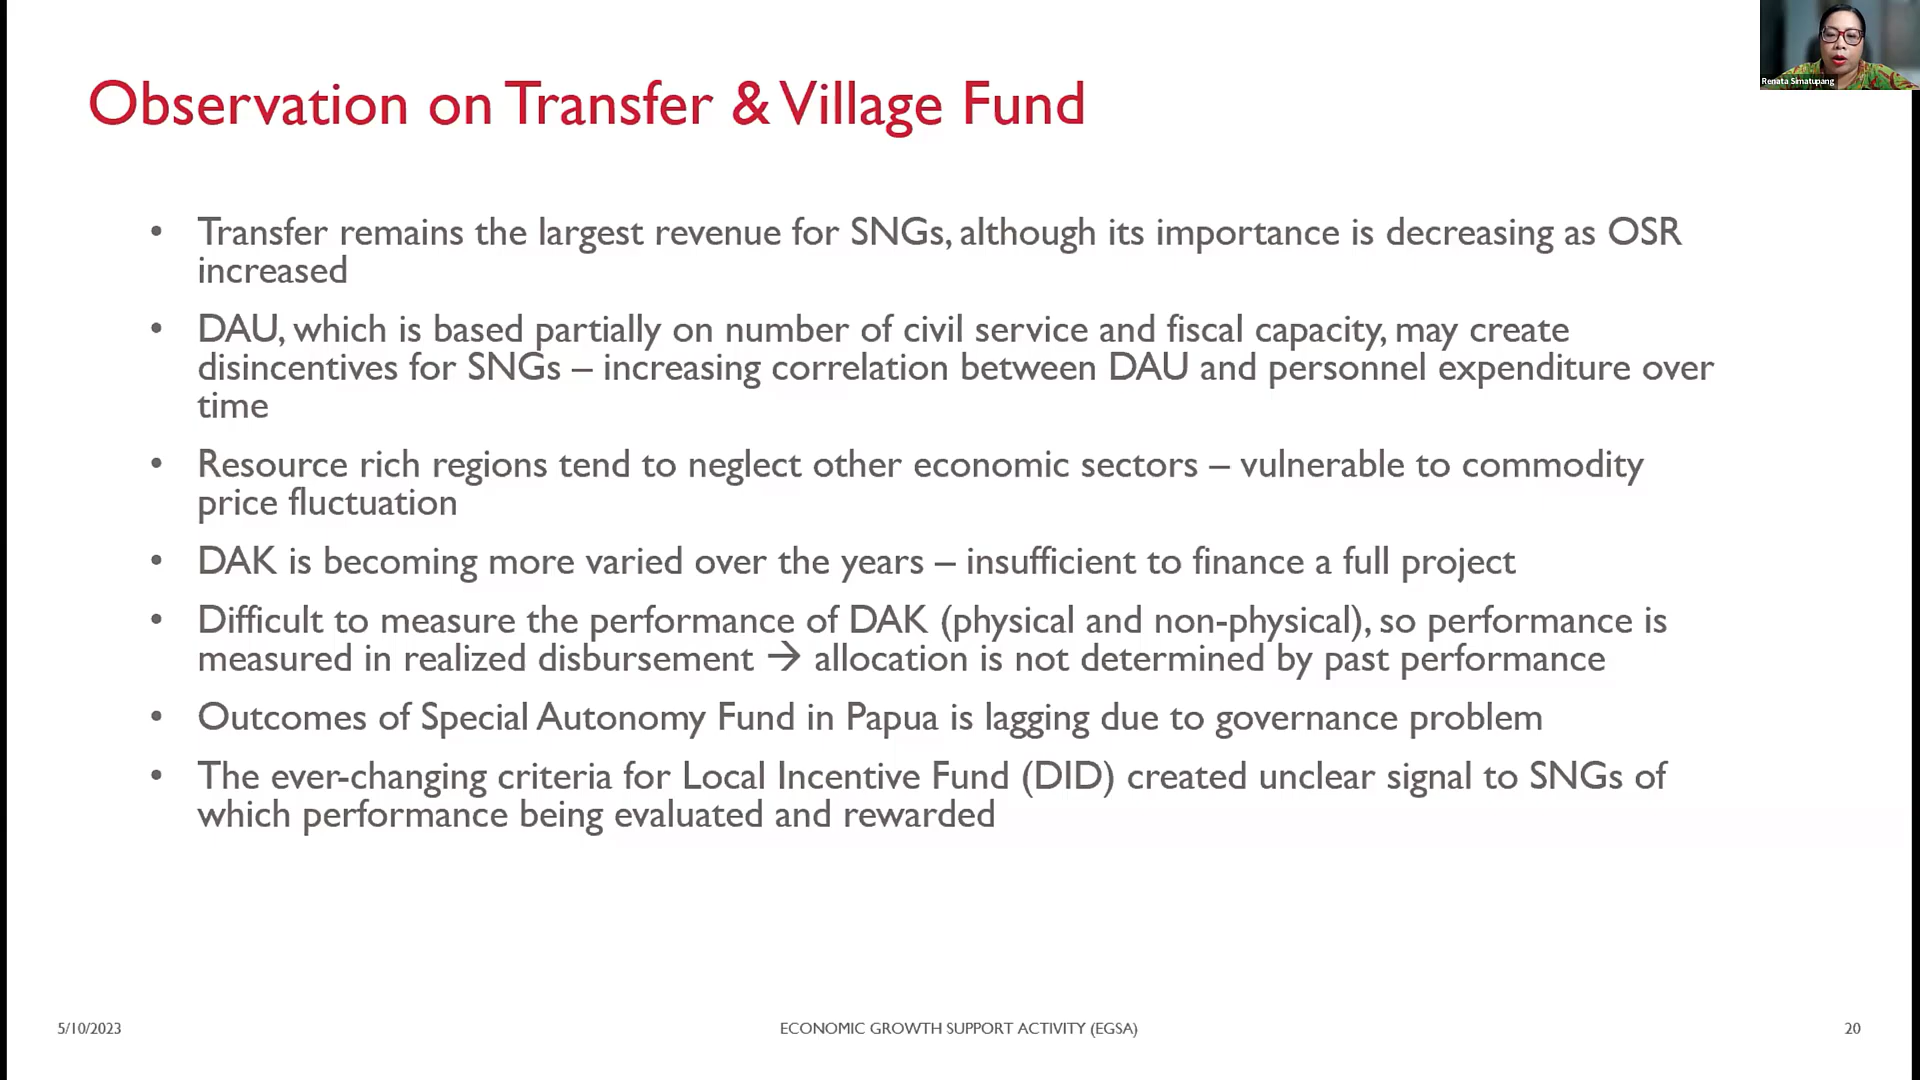 Renata Simatupang
Observation on Transfer & Village Fund
• Transfer remains the largest revenue for SNGs, although its importance is decreasing as OSR
increased
• DAU, which is based partially on number of civil service and fiscal capacity, may create
disincentives for SNGs – increasing correlation between DAU and personnel expenditure over
time
• Resource rich regions tend to neglect other economic sectors – vulnerable to commodity
price fluctuation
• DAK is becoming more varied over the years – insufficient to finance a full project
• Difficult to measure the performance of DAK (physical and non-physical), so performance is
measured in realized disbursement → allocation is not determined by past performance
• Outcomes of Special Autonomy Fund in Papua is lagging due to governance problem
• The ever-changing criteria for Local Incentive Fund (DID) created unclear signal to SNGs of
which performance being evaluated and rewarded
5/10/2023
ECONOMIC GROWTH SUPPORT ACTIVITY (EGSA)
20